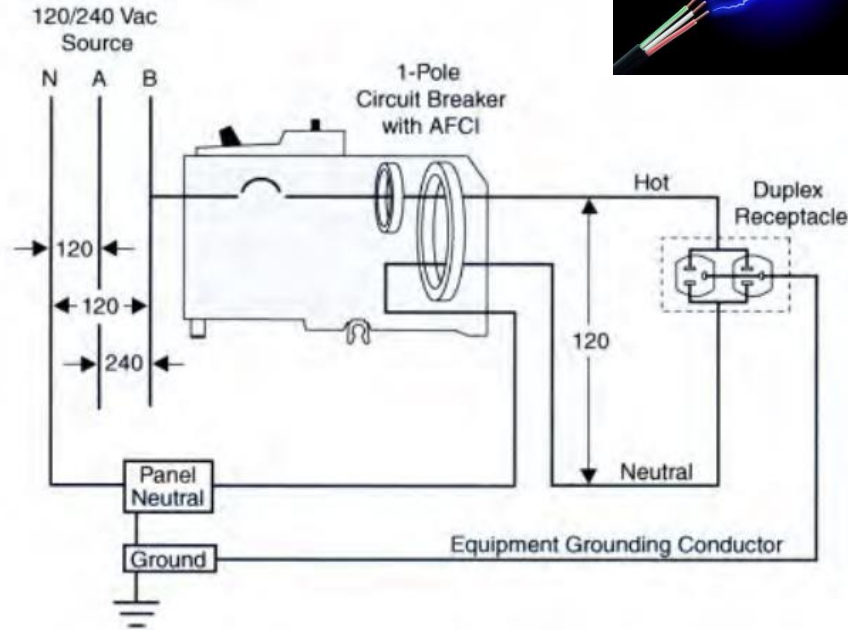 120/240 Vac
Source
N A B
1-Pole
Circuit Breaker
with AFCI
Hot
Duplex
Receptacle
120
120
240
120
Panel
Neutral
Neutral
Equipment Grounding Conductor
Ground